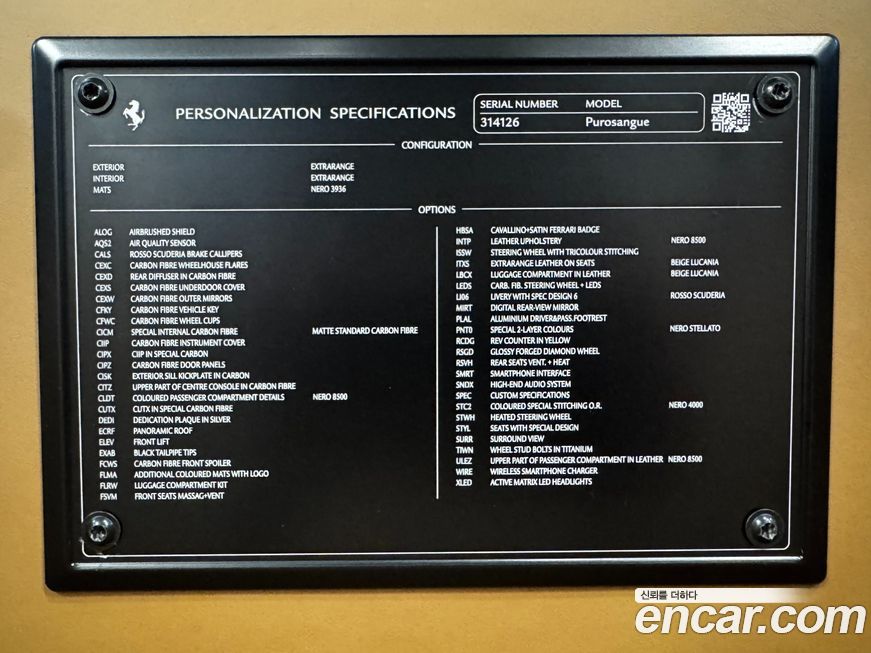 PERSONALIZATION SPECIFICATIONS
SERIAL NUMBER MODEL
314126 Purosangue
CONFIGURATION
EXTERIOR EXTRARANGE
INTERIOR EXTRARANGE
MATS NERO 3936
OPTIONS
ALOG AIRBRUSHED SHIELD
AQS2 AIR QUALITY SENSOR
CALS ROSSO SCUDERIA BRAKE CALLIPERS
CEXC CARBON FIBRE WHEELHOUSE FLARES
CEXD REAR DIFFUSER IN CARBON FIBRE
CEXS CARBON FIBRE UNDERDOOR COVER
CEXW CARBON FIBRE OUTER MIRRORS
CFKY CARBON FIBRE VEHICLE KEY
CFWC CARBON FIBRE WHEEL CUPS
CICM SPECIAL INTERNAL CARBON FIBRE MATTE STANDARD CARBON FIBRE
CIIP CARBON FIBRE INSTRUMENT COVER
CIPX CIIP IN SPECIAL CARBON
CIPZ CARBON FIBRE DOOR PANELS
CISK EXTERIOR SILL KICKPLATE IN CARBON
CITZ UPPER PART OF CENTRE CONSOLE IN CARBON FIBRE
CLDT COLOURED PASSENGER COMPARTMENT DETAILS NERO 8500
CUTX CUTX IN SPECIAL CARBON FIBRE
DEDI DEDICATION PLAQUE IN SILVER
ECRF PANORAMIC ROOF
ELEV FRONT LIFT
EXAB BLACK TAILPIPE TIPS
FCWS CARBON FIBRE FRONT SPOILER
FLMA ADDITIONAL COLOURED MATS WITH LOGO
FLRW LUGGAGE COMPARTMENT KIT
FSVM FRONT SEATS MASSAG+VENT
HBSA CAVALLINO+SATIN FERRARI BADGE
INTP LEATHER UPHOLSTERY NERO 8500
ISSW STEERING WHEEL WITH TRICOLOUR STITCHING
ITXS EXTRARANGE LEATHER ON SEATS BEIGE LUCANIA
LBCX LUGGAGE COMPARTMENT IN LEATHER BEIGE LUCANIA
LEDS CARB. FIB. STEERING WHEEL + LEDS
LI06 LIVERY WITH SPEC DESIGN 6 ROSSO SCUDERIA
MIRT DIGITAL REAR-VIEW MIRROR
PLAL ALUMINIUM DRIVER&PASS.FOOTREST
PNT0 SPECIAL 2-LAYER COLOURS NERO STELLATO
RCDG REV COUNTER IN YELLOW
RSGD GLOSSY FORGED DIAMOND WHEEL
RSVH REAR SEATS VENT. + HEAT
SMRT SMARTPHONE INTERFACE
SNDX HIGH-END AUDIO SYSTEM
SPEC CUSTOM SPECIFICATIONS
STC2 COLOURED SPECIAL STITCHING O.R. NERO 4000
STWH HEATED STEERING WHEEL
STYL SEATS WITH SPECIAL DESIGN
SURR SURROUND VIEW
TIWN WHEEL STUD BOLTS IN TITANIUM
ULEZ UPPER PART OF PASSENGER COMPARTMENT IN LEATHER NERO 8500
WIRE WIRELESS SMARTPHONE CHARGER
XLED ACTIVE MATRIX LED HEADLIGHTS
신뢰를 더하다
encar.com